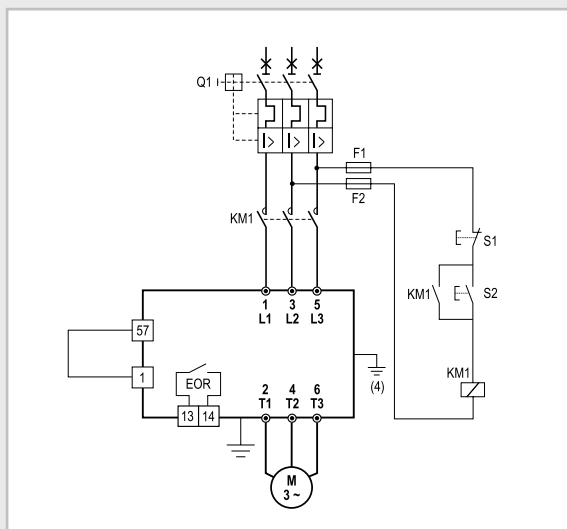 Q1
I> I> I>
F1
F2
KM1
S1
KM1
S2
KM1
1 3 5
L1 L2 L3
57
1
EOR
13 14
2 4 6
T1 T2 T3
(4)
M
3 ~